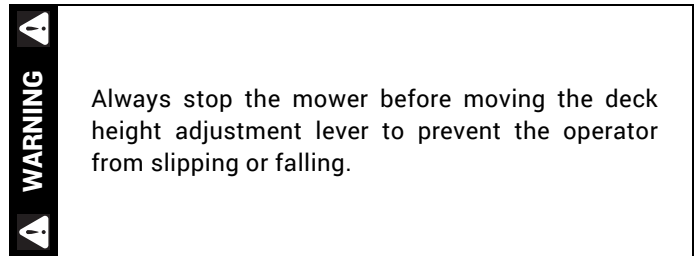 WARNING
Always stop the mower before moving the deck
height adjustment lever to prevent the operator
from slipping or falling.